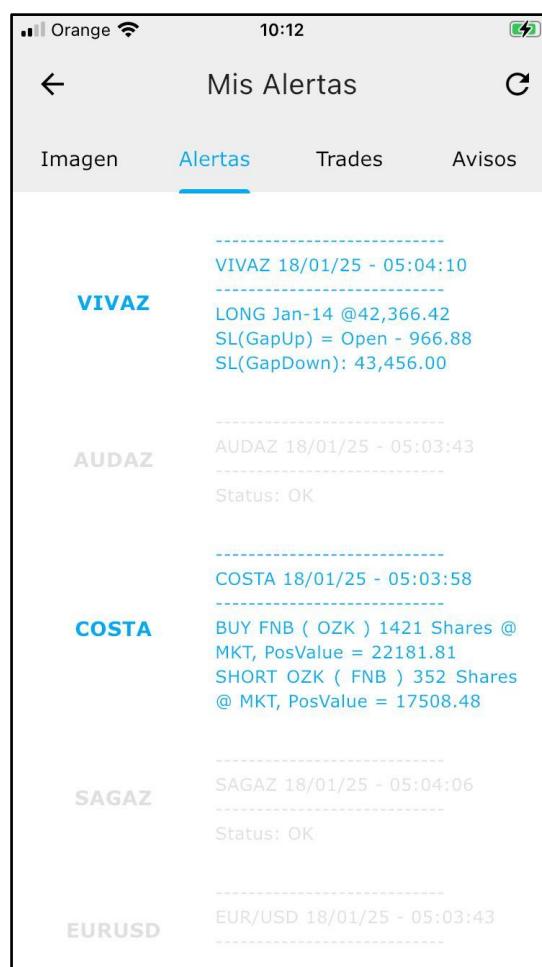 Orange 10:12
Mis Alertas
Imagen Alertas Trades Avisos
---------------------------
VIVAZ 18/01/25 - 05:04:10
---------------------------
VIVAZ
LONG Jan-14 @42,366.42
SL(GapUp) = Open - 966.88
SL(GapDown): 43,456.00
---------------------------
AUDAZ 18/01/25 - 05:03:43
---------------------------
AUDAZ
Status: OK
---------------------------
COSTA 18/01/25 - 05:03:58
---------------------------
COSTA
BUY FNB ( OZK ) 1421 Shares @
MKT, PosValue = 22181.81
SHORT OZK ( FNB ) 352 Shares
@ MKT, PosValue = 17508.48
---------------------------
SAGAZ 18/01/25 - 05:04:06
---------------------------
SAGAZ
Status: OK
---------------------------
EUR/USD 18/01/25 - 05:03:43
---------------------------
EURUSD